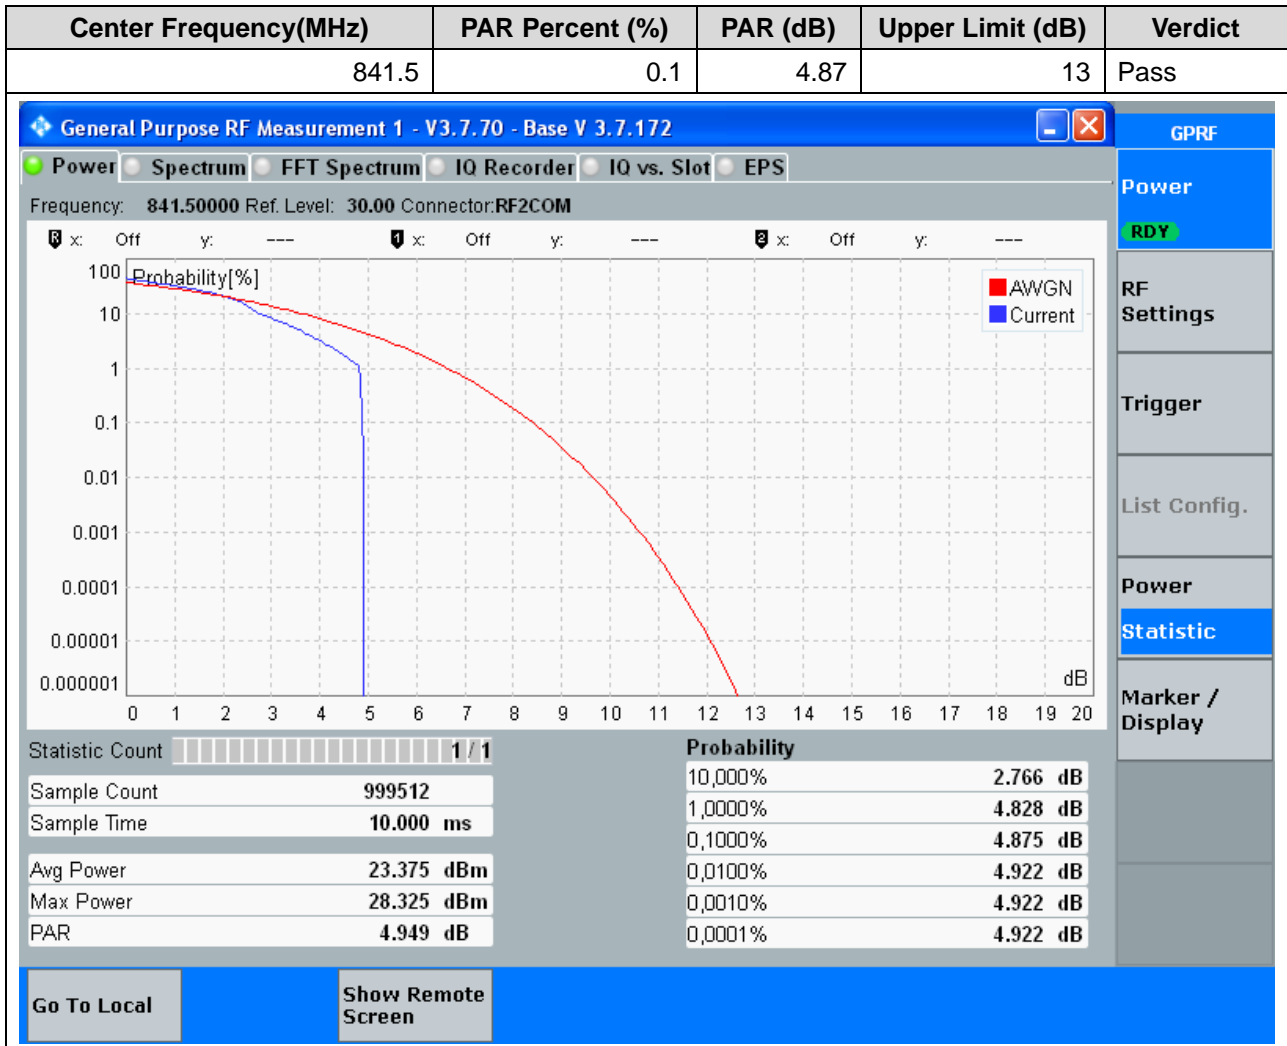 Center Frequency(MHz) PAR Percent (%) PAR (dB) Upper Limit (dB) Verdict
841.5 0.1 4.87 13 Pass
General Purpose RF Measurement 1 - V3.7.70 - Base V 3.7.172
GPRF
Power Spectrum FFT Spectrum IQ Recorder IQ vs. Slot EPS
Power
RDY
Frequency: 841.50000 Ref. Level: 30.00 Connector:RF2COM
R x: Off y: --- 1 x: Off y: --- 2 x: Off y: ---
Probability[%]
AWGN
Current
100
10
1
0.1
0.01
0.001
0.0001
0.00001
0.000001
dB
0 1 2 3 4 5 6 7 8 9 10 11 12 13 14 15 16 17 18 19 20
RF
Settings
Trigger
List Config.
Power
Statistic
Marker /
Display
Statistic Count 1 / 1
Sample Count 999512
Sample Time 10.000 ms
Avg Power 23.375 dBm
Max Power 28.325 dBm
PAR 4.949 dB
Probability
10,000% 2.766 dB
1,0000% 4.828 dB
0,1000% 4.875 dB
0,0100% 4.922 dB
0,0010% 4.922 dB
0,0001% 4.922 dB
Go To Local
Show Remote
Screen